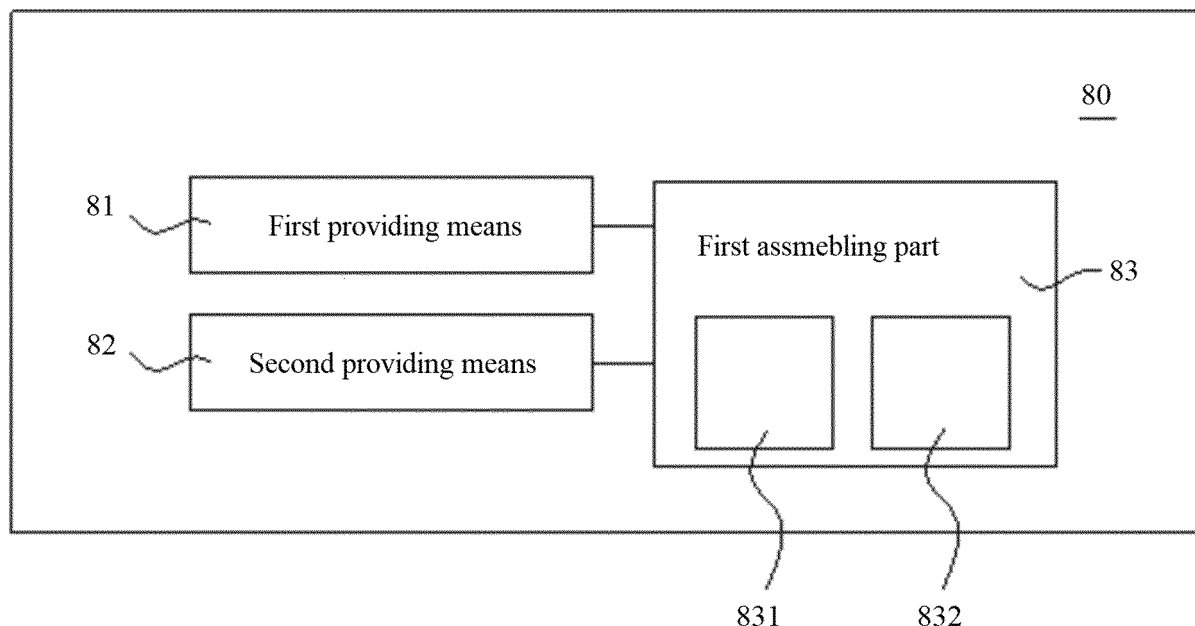 80
81
First providing means
First assmebling part
83
82
Second providing means
831
832